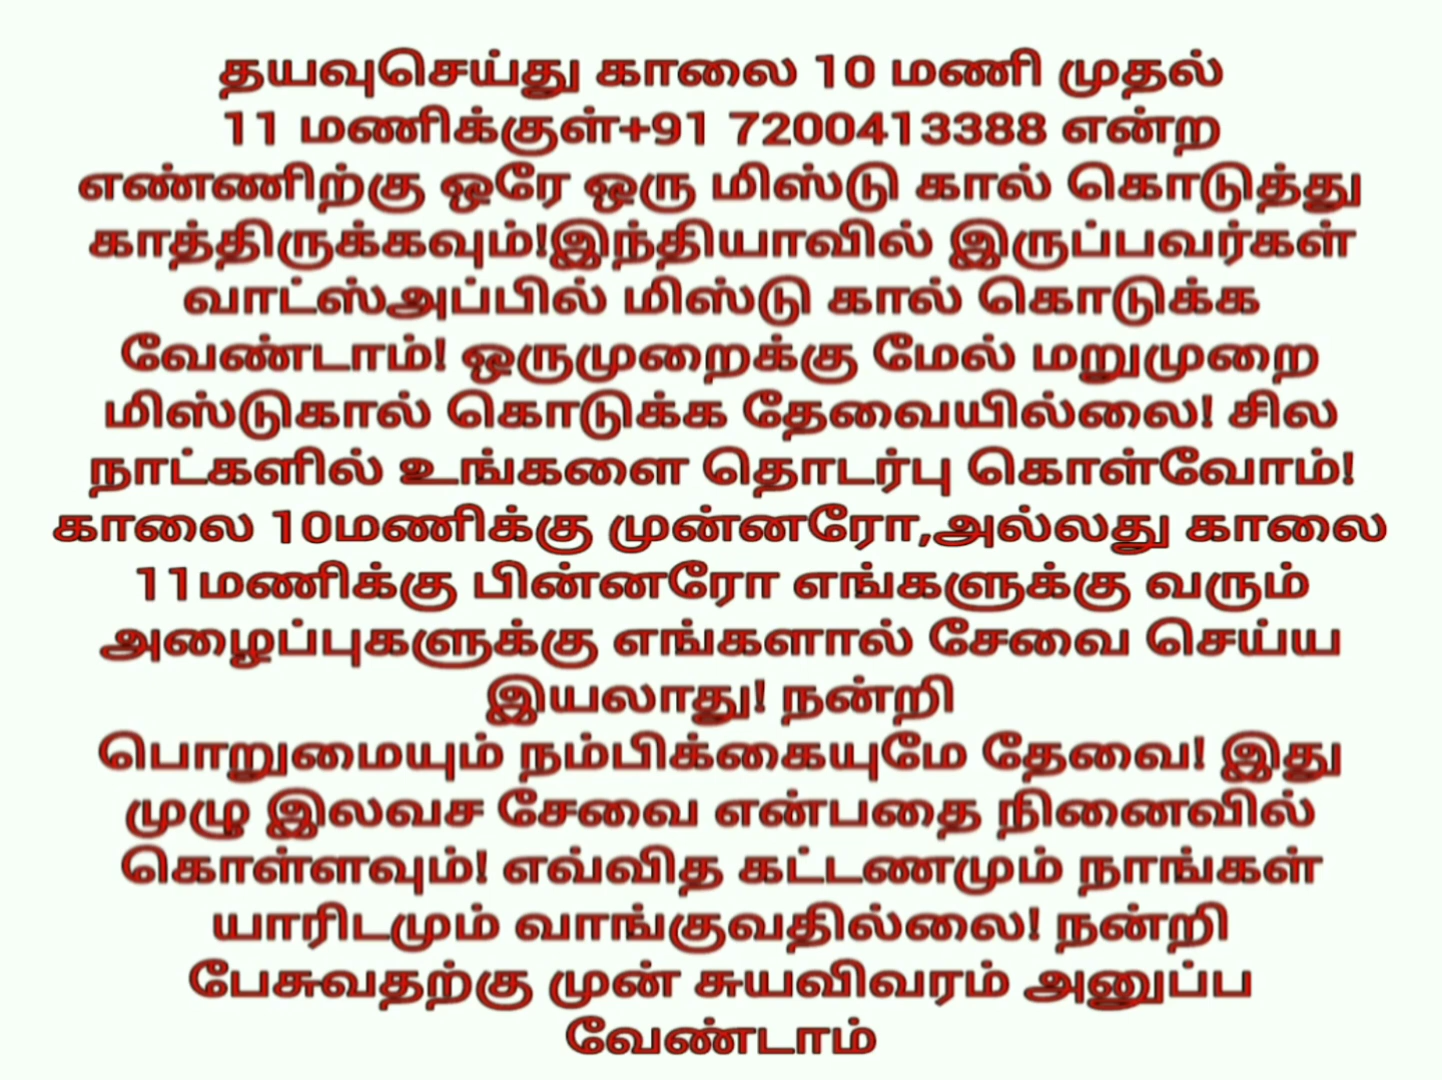 தயவுசெய்து காலை 10 மணி முதல்
11 மணிக்குள்+91 7200413388 என்ற
எண்ணிற்கு ஒரே ஒரு மிஸ்டு கால் கொடுத்து
காத்திருக்கவும்!இந்தியாவில் இருப்பவர்கள்
வாட்ஸ்அப்பில் மிஸ்டு கால் கொடுக்க
வேண்டாம்! ஒருமுறைக்கு மேல் மறுமுறை
மிஸ்டுகால் கொடுக்க தேவையில்லை! சில
நாட்களில் உங்களை தொடர்பு கொள்வோம்!
காலை 10மணிக்கு முன்னரோ,அல்லது காலை
11மணிக்கு பின்னரோ எங்களுக்கு வரும்
அழைப்புகளுக்கு எங்களால் சேவை செய்ய
இயலாது! நன்றி
பொறுமையும் நம்பிக்கையுமே தேவை! இது
முழு இலவச சேவை என்பதை நினைவில்
கொள்ளவும்! எவ்வித கட்டணமும் நாங்கள்
யாரிடமும் வாங்குவதில்லை! நன்றி
பேசுவதற்கு முன் சுயவிவரம் அனுப்ப
வேண்டாம்